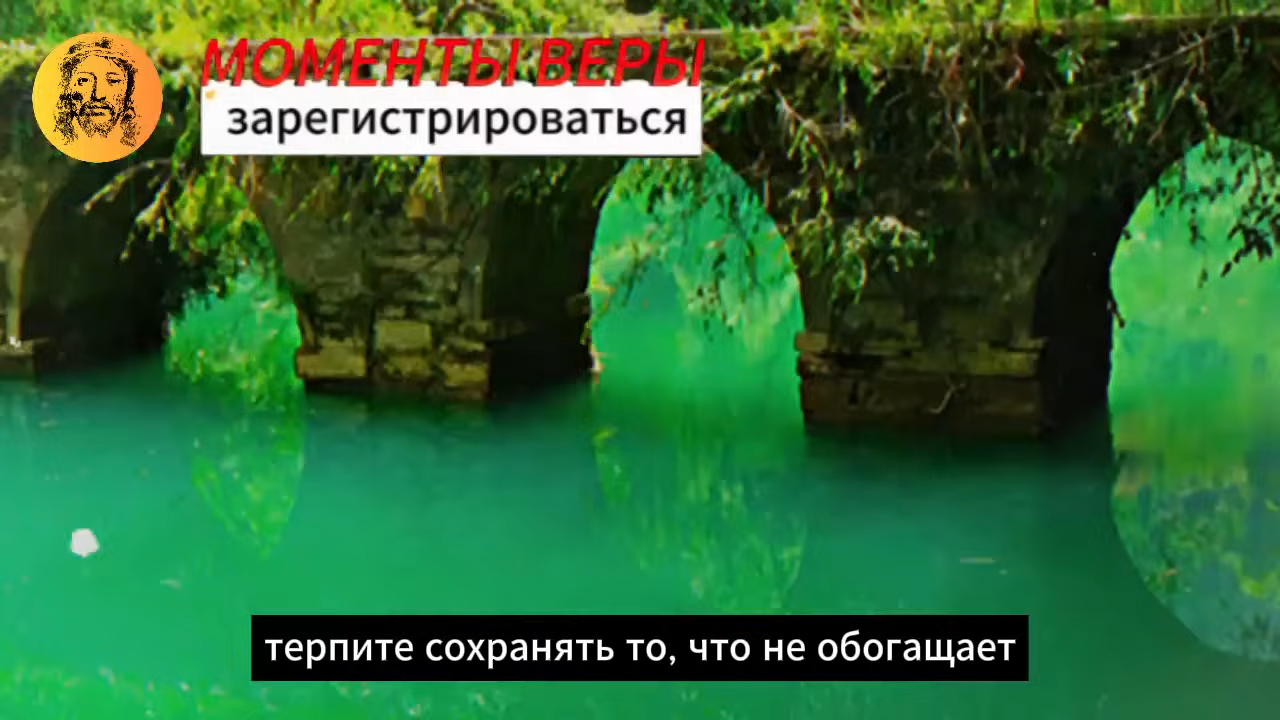 МОМЕНТЫ ВЕРЫ
зарегистрироваться
терпите сохранять то, что не обогащает